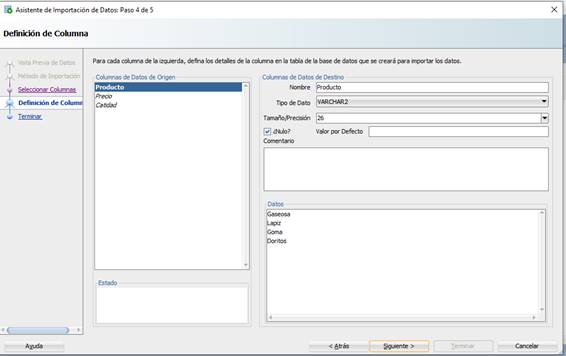 Asistente de Importación de Datos: Paso 4 de 5
Definición de Columna
Vista Previa de Datos
Método de Importación
Seleccionar Columnas
Definición de Column
Terminar
Para cada columna de la izquierda, defina los detalles de la columna en la tabla de la base de datos que se creará para importar los datos.
Columnas de Datos de Origen
Producto
Precio
Catidad
Estado
Columnas de Datos de Destino
Nombre Producto
Tipo de Dato VARCHAR2
Tamaño/Precisión 26
¿Nulo? Valor por Defecto
Comentario
Datos
Gaseosa
Lapiz
Goma
Doritos
Ayuda
< Atrás
Siguiente >
Terminar
Cancelar